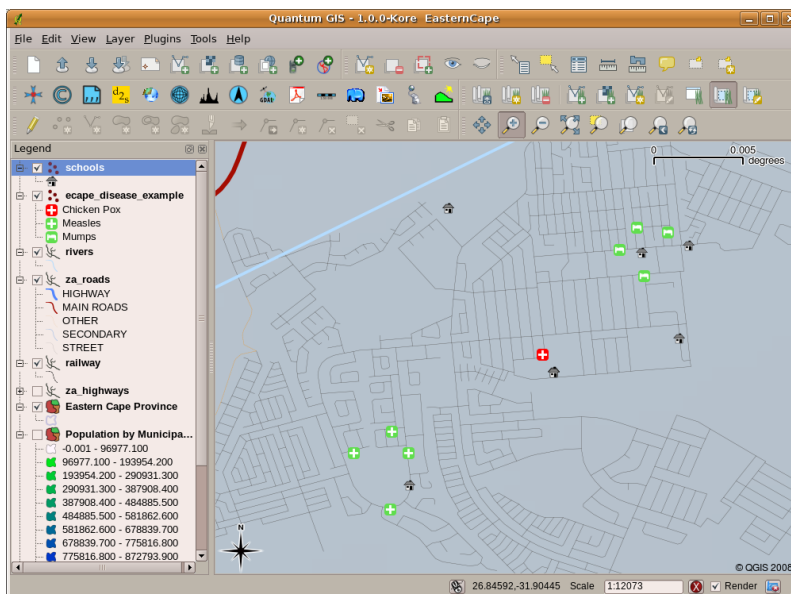 Quantum GIS - 1.0.0-Kore EasternCape
File Edit View Layer Plugins Tools Help
Legend
schools
ecape_disease_example
Chicken Pox
Measles
Mumps
rivers
za_roads
HIGHWAY
MAIN ROADS
OTHER
SECONDARY
STREET
railway
za_highways
Eastern Cape Province
Population by Municipa...
-0.001 - 96977.100
96977.100 - 193954.200
193954.200 - 290931.300
290931.300 - 387908.400
387908.400 - 484885.500
484885.500 - 581862.600
581862.600 - 678839.700
678839.700 - 775816.800
775816.800 - 872793.900
0 0.005
degrees
N
© QGIS 2008
26.84592,-31.90445 Scale 1:12073 Render